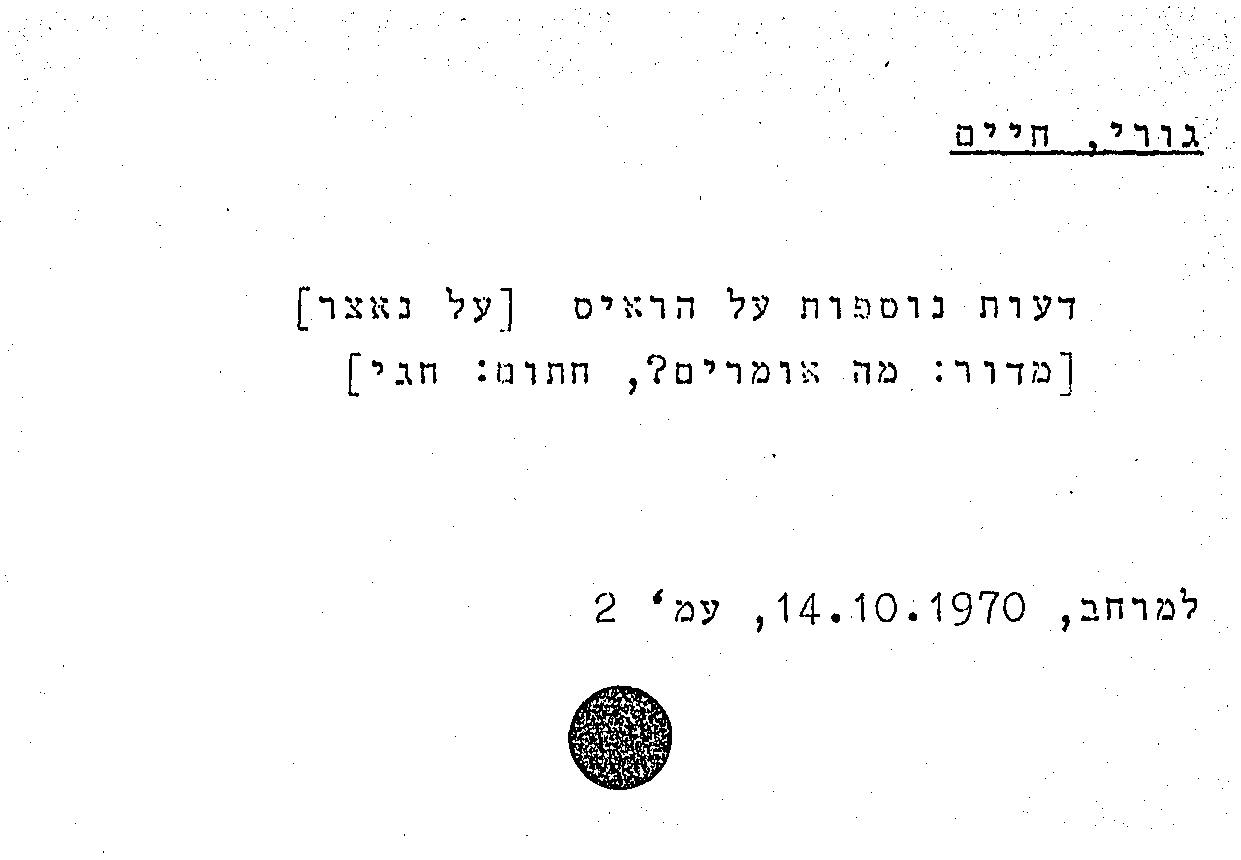 גורי, חיים
דעות נוספות על הראיס [על נאצר]
[מדור: מה אומרים?, חתום: חגי]
למרחב, 14.10.1970, עמ' 2